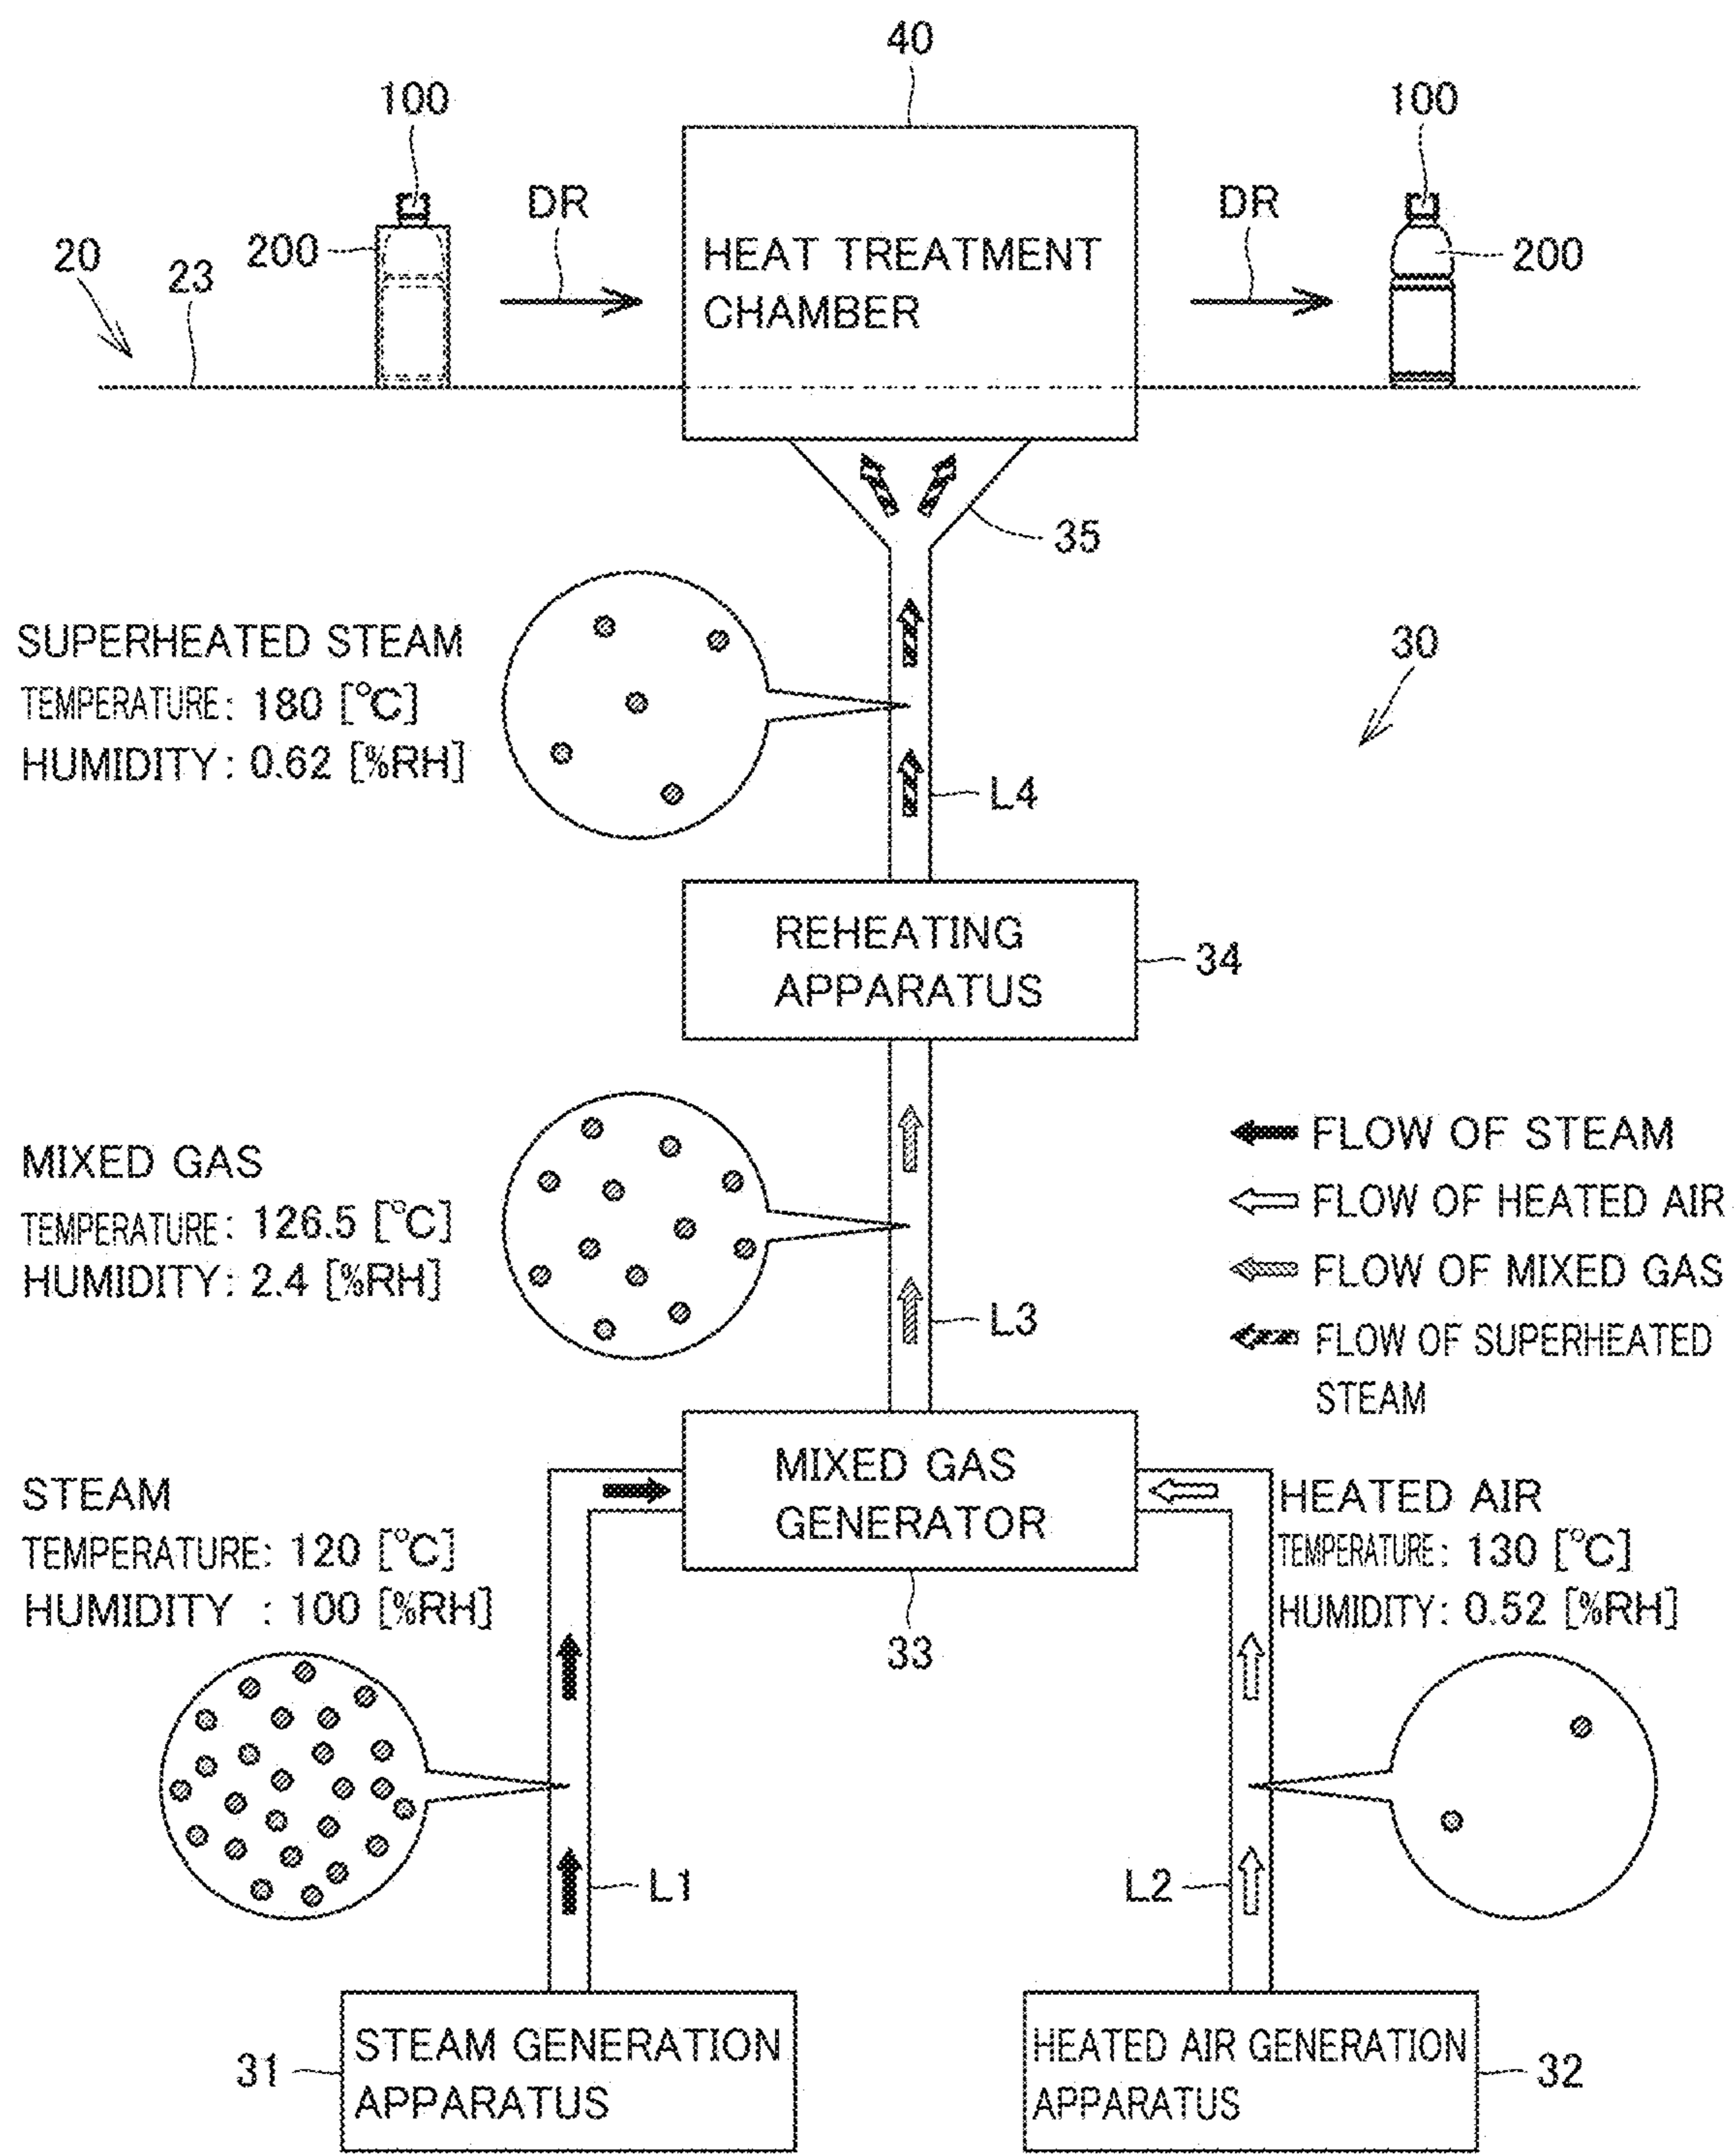 40
100
100
DR
DR
20
23
200
200
HEAT TREATMENT
CHAMBER
35
SUPERHEATED STEAM
TEMPERATURE: 180 [°C]
HUMIDITY: 0.62 [%RH]
30
L4
REHEATING
APPARATUS
34
MIXED GAS
TEMPERATURE: 126.5 [°C]
HUMIDITY: 2.4 [%RH]
L3
FLOW OF STEAM
FLOW OF HEATED AIR
FLOW OF MIXED GAS
FLOW OF SUPERHEATED
STEAM
MIXED GAS
GENERATOR
33
STEAM
TEMPERATURE: 120 [°C]
HUMIDITY : 100 [%RH]
HEATED AIR
TEMPERATURE: 130 [°C]
HUMIDITY: 0.52 [%RH]
L1
L2
31
STEAM GENERATION
APPARATUS
HEATED AIR GENERATION
APPARATUS
32